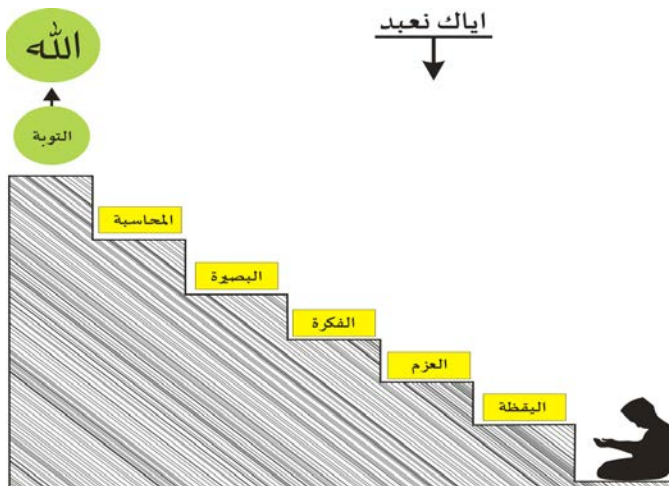 اياك نعبد
الله
التوبة
المحاسبة
البصيرة
الفكرة
العزم
اليقظة